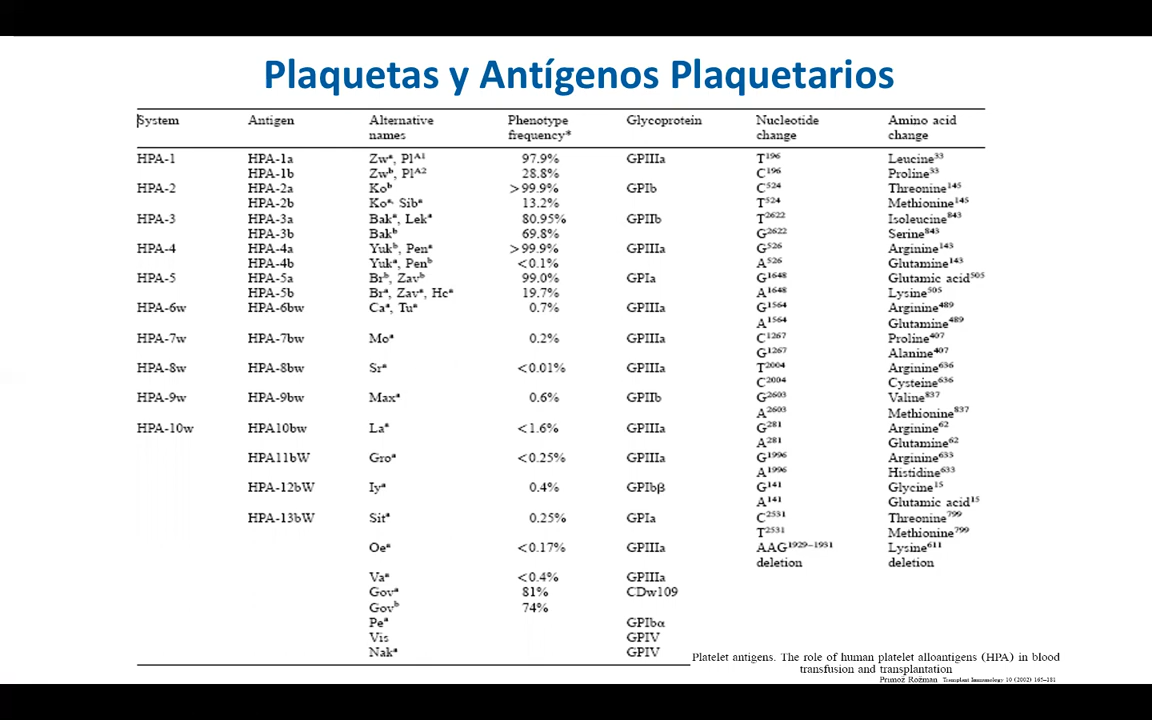 Plaquetas y Antígenos Plaquetarios
System Antigen Alternative names Phenotype frequency* Glycoprotein Nucleotide change Amino acid change
HPA-1 HPA-1a Zwᵃ, Plᴬ¹ 97.9% GPIIIa T¹⁹⁶ Leucine³³
HPA-1b Zwᵇ, Plᴬ² 28.8% C¹⁹⁶ Proline³³
HPA-2 HPA-2a Koᵇ >99.9% GPIb C⁵²⁴ Threonine¹⁴⁵
HPA-2b Koᵃ, Sibᵃ 13.2% T⁵²⁴ Methionine¹⁴⁵
HPA-3 HPA-3a Bakᵃ, Lekᵃ 80.95% GPIIb T²⁶²² Isoleucine⁸⁴³
HPA-3b Bakᵇ 69.8% G²⁶²² Serine⁸⁴³
HPA-4 HPA-4a Yukᵇ, Penᵃ >99.9% GPIIIa G⁵²⁶ Arginine¹⁴³
HPA-4b Yukᵃ, Penᵇ <0.1% A⁵²⁶ Glutamine¹⁴³
HPA-5 HPA-5a Brᵇ, Zavᵇ 99.0% GPIa G¹⁶⁴⁸ Glutamic acid⁵⁰⁵
HPA-5b Brᵃ, Zavᵃ, Hcᵃ 19.7% A¹⁶⁴⁸ Lysine⁵⁰⁵
HPA-6w HPA-6bw Caᵃ, Tuᵃ 0.7% GPIIIa G¹⁵⁶⁴ Arginine⁴⁸⁹
A¹⁵⁶⁴ Glutamine⁴⁸⁹
HPA-7w HPA-7bw Moᵃ 0.2% GPIIIa C¹²⁶⁷ Proline⁴⁰⁷
G¹²⁶⁷ Alanine⁴⁰⁷
HPA-8w HPA-8bw Srᵃ <0.01% GPIIIa T²⁰⁰⁴ Arginine⁶³⁶
C²⁰⁰⁴ Cysteine⁶³⁶
HPA-9w HPA-9bw Maxᵃ 0.6% GPIIb G²⁶⁰³ Valine⁸³⁷
A²⁶⁰³ Methionine⁸³⁷
HPA-10w HPA10bw Laᵃ <1.6% GPIIIa G²⁸¹ Arginine⁶²
A²⁸¹ Glutamine⁶²
HPA11bW Groᵃ <0.25% GPIIIa G¹⁹⁹⁶ Arginine⁶³³
A¹⁹⁹⁶ Histidine⁶³³
HPA-12bW Iyᵃ 0.4% GPIbβ G¹⁴¹ Glycine¹⁵
A¹⁴¹ Glutamic acid¹⁵
HPA-13bW Sitᵃ 0.25% GPIa C²⁵³¹ Threonine⁷⁹⁹
T²⁵³¹ Methionine⁷⁹⁹
Oeᵃ <0.17% GPIIIa AAG¹⁹²⁹⁻¹⁹³¹ Lysine⁶¹¹
deletion deletion
Vaᵃ <0.4% GPIIIa
Govᵃ 81% CDw109
Govᵇ 74%
Peᵃ GPIbα
Vis GPIV
Nakᵃ GPIV
Platelet antigens. The role of human platelet alloantigens (HPA) in blood
transfusion and transplantation
Primož Rožman Transplant Immunology 10 (2002) 165–181